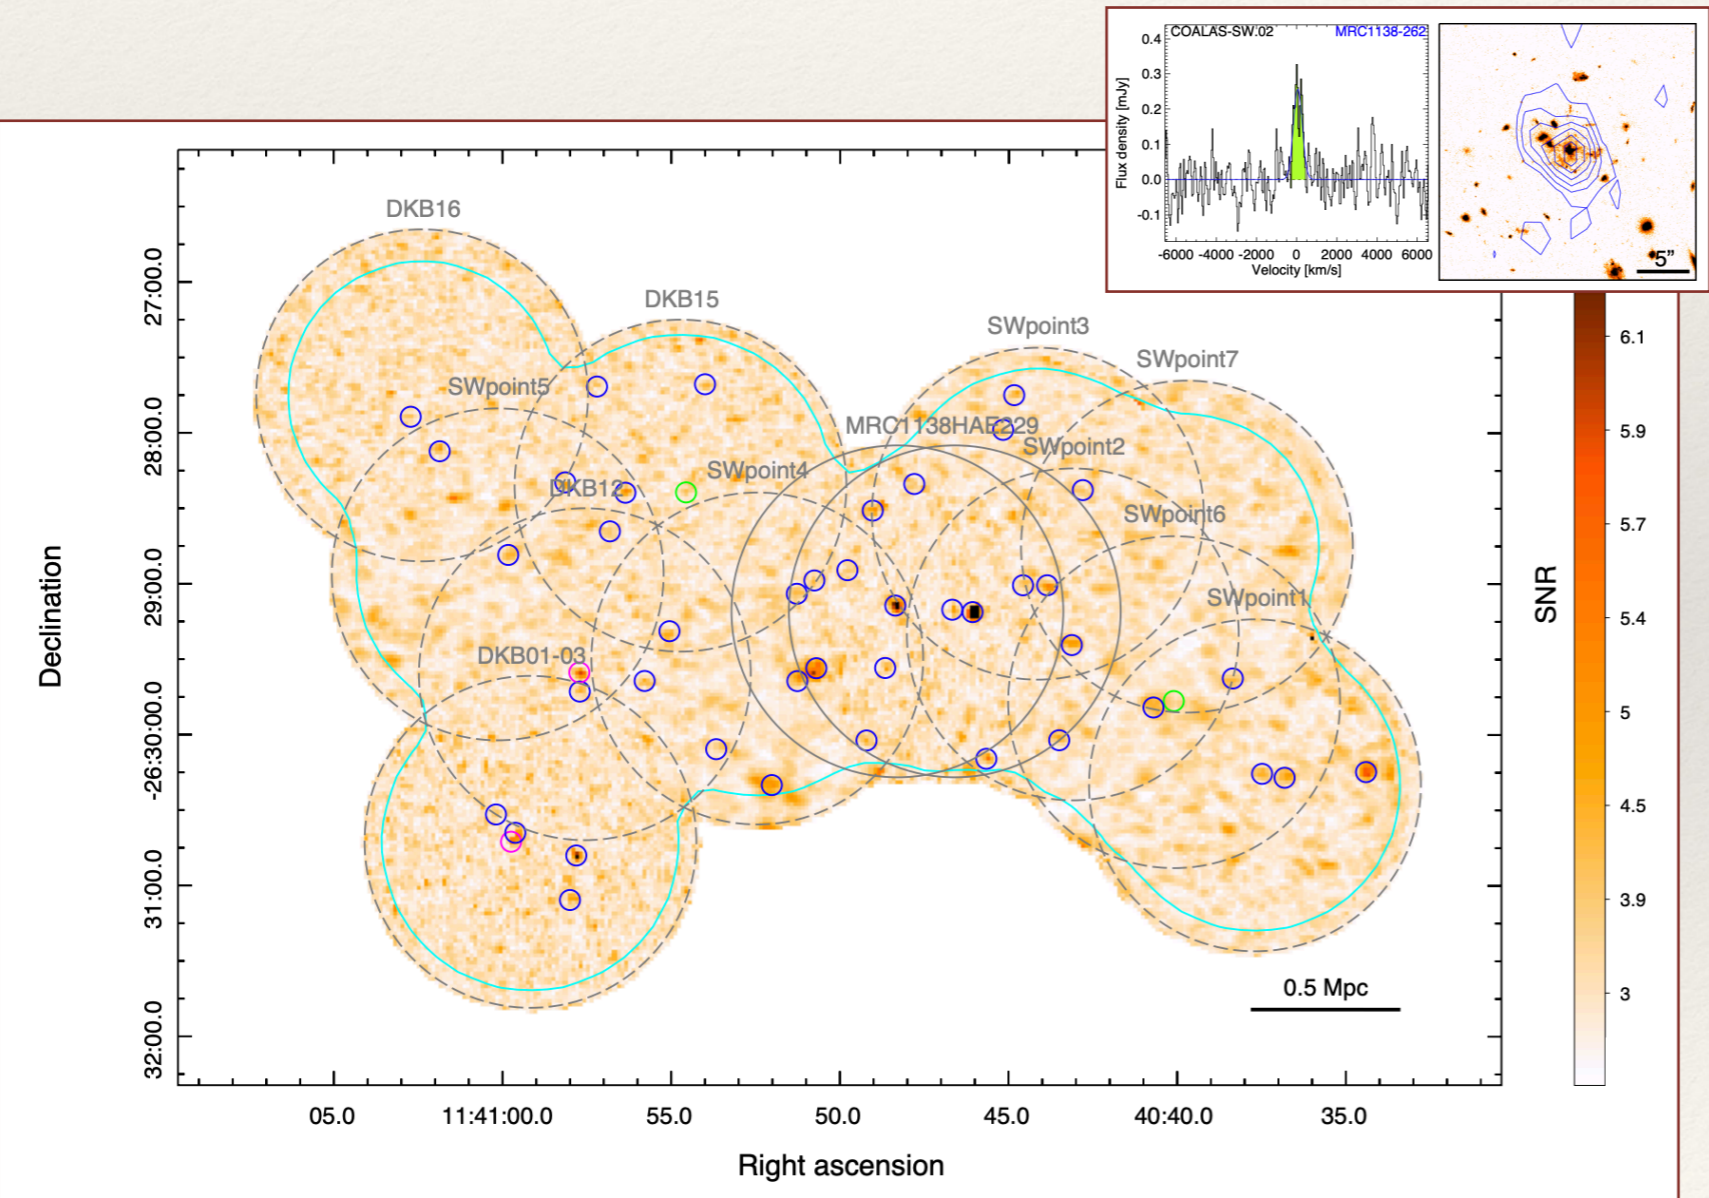 COALAS-SW.02
MRC1138-262
0.4
0.3
0.2
0.1
0.0
-0.1
Flux density [mJy]
-6000 -4000 -2000 0 2000 4000 6000
Velocity [km/s]
5”
DKB16
DKB15
SWpoint3
SWpoint7
SWpoint5
MRC1138HAE229
SWpoint2
SWpoint4
DKB12
SWpoint6
SWpoint1
DKB01-03
0.5 Mpc
27:00.0
28:00.0
29:00.0
-26:30:00.0
31:00.0
32:00.0
Declination
05.0 11:41:00.0 55.0 50.0 45.0 40:40.0 35.0
Right ascension
6.1
5.9
5.7
5.4
5
4.5
3.9
3
SNR